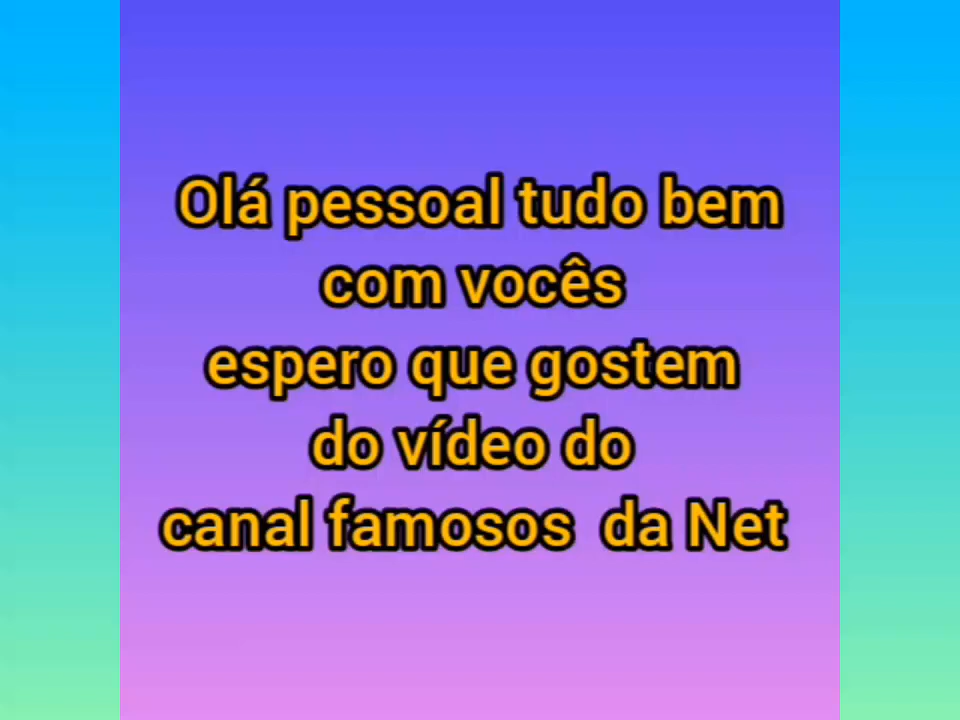 Olá pessoal tudo bem
com vocês
espero que gostem
do vídeo do
canal famosos  da Net